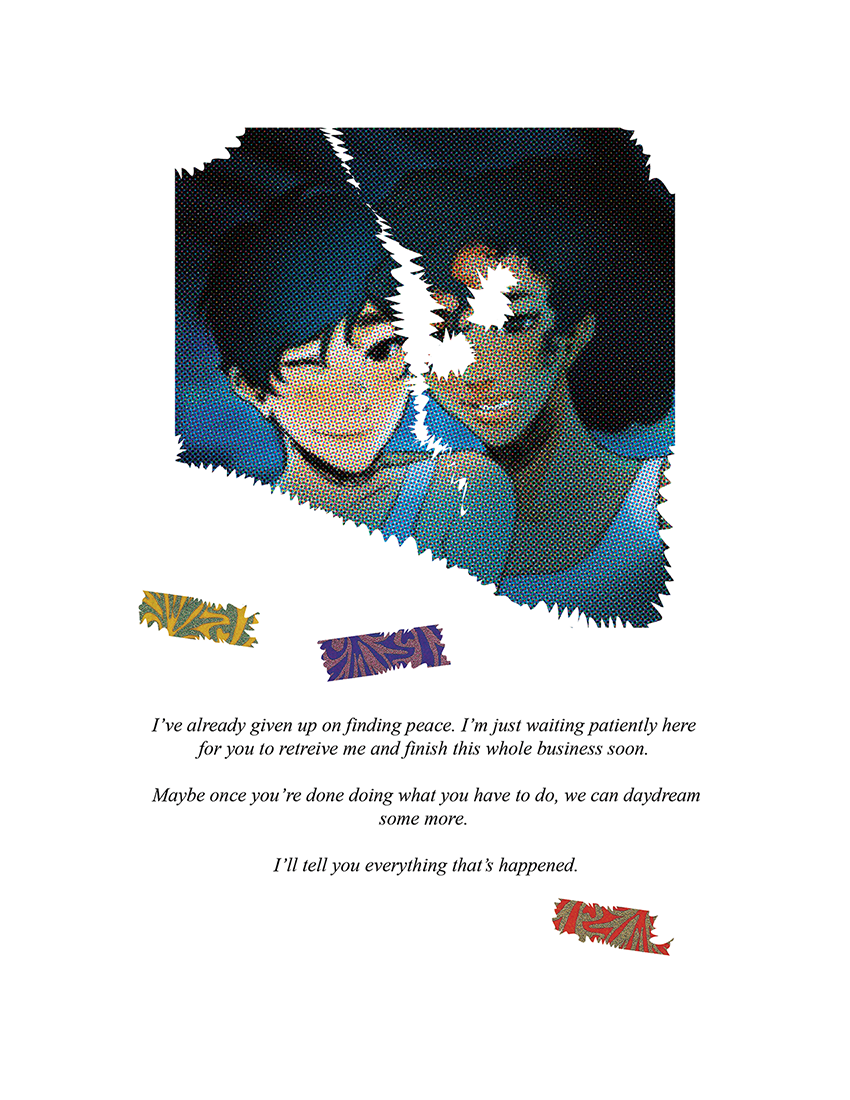 I’ve already given up on finding peace. I’m just waiting patiently here
for you to retreive me and finish this whole business soon.
Maybe once you’re done doing what you have to do, we can daydream
some more.
I’ll tell you everything that’s happened.